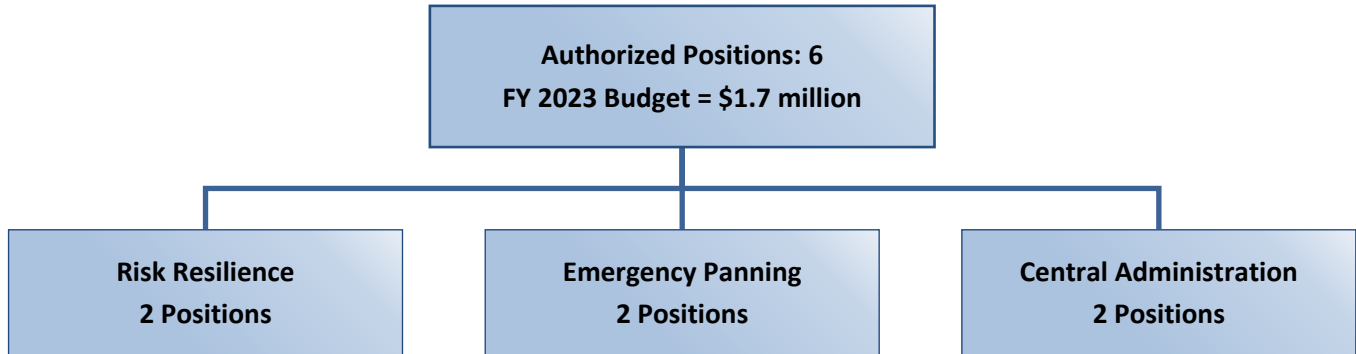 Authorized Positions: 6
FY 2023 Budget = $1.7 million
Risk Resilience
2 Positions
Emergency Panning
2 Positions
Central Administration
2 Positions